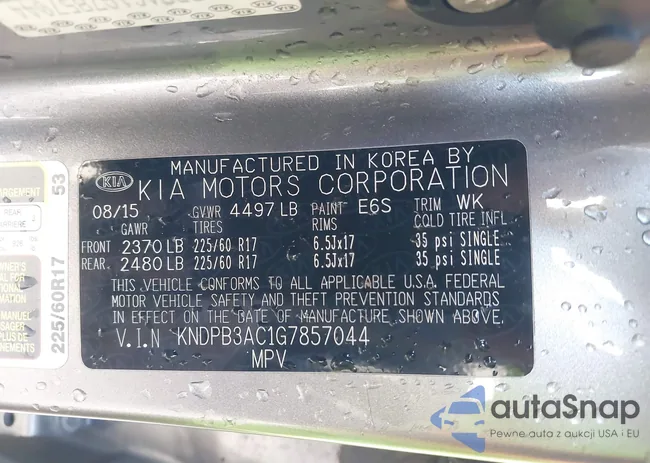 MANUFACTURED IN KOREA BY
KIA KIA MOTORS CORPORATION
08/15 GVWR 4497 LB PAINT E6S TRIM WK
GAWR TIRES RIMS COLD TIRE INFL
FRONT 2370 LB 225/60 R17 6.5Jx17 35 psi SINGLE
REAR. 2480 LB 225/60 R17 6.5Jx17 35 psi SINGLE
THIS VEHICLE CONFORMS TO ALL APPLICABLE U.S.A. FEDERAL
MOTOR VEHICLE SAFETY AND THEFT PREVENTION STANDARDS
IN EFFECT ON THE DATE OF MANUFACTURE SHOWN ABOVE.
V.I.N KNDPB3AC1G7857044
MPV
225/60R17 53
autaSnap
Pewne auta z aukcji USA i EU